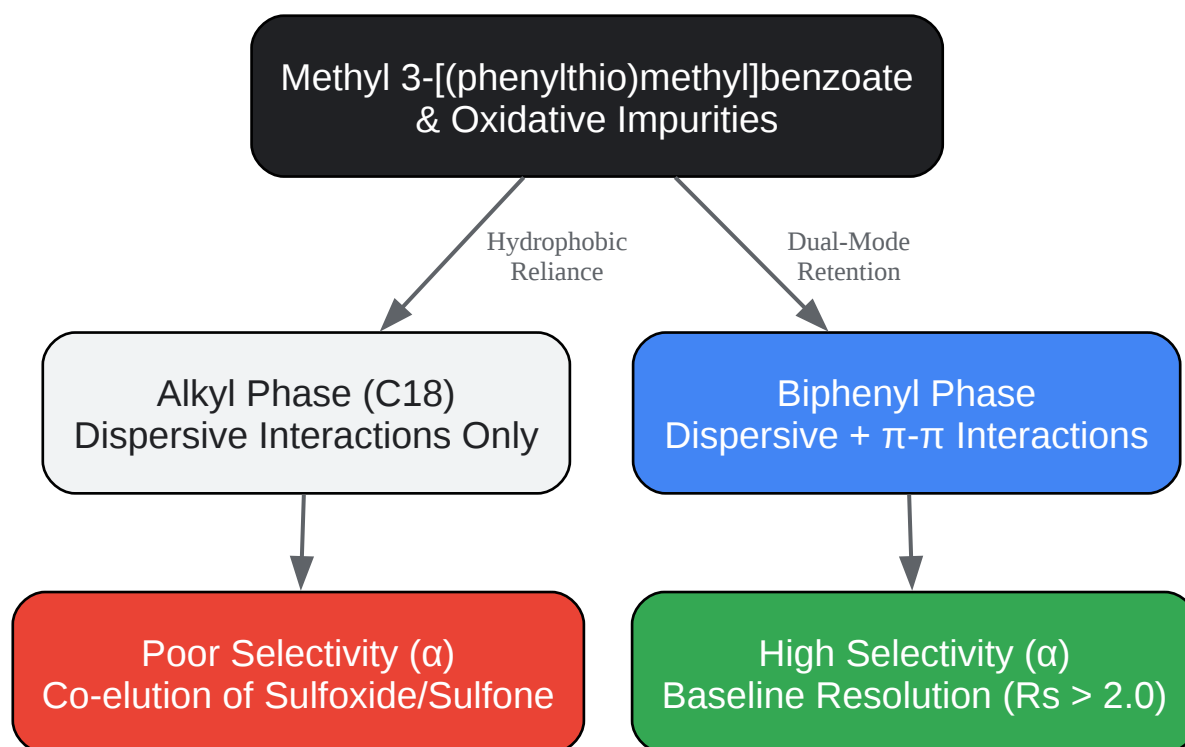 Methyl 3-[(phenylthio)methyl]benzoate
& Oxidative Impurities
Hydrophobic
Reliance
Dual-Mode
Retention
Alkyl Phase (C18)
Dispersive Interactions Only
Biphenyl Phase
Dispersive + π-π Interactions
Poor Selectivity (α)
Co-elution of Sulfoxide/Sulfone
High Selectivity (α)
Baseline Resolution (Rs > 2.0)